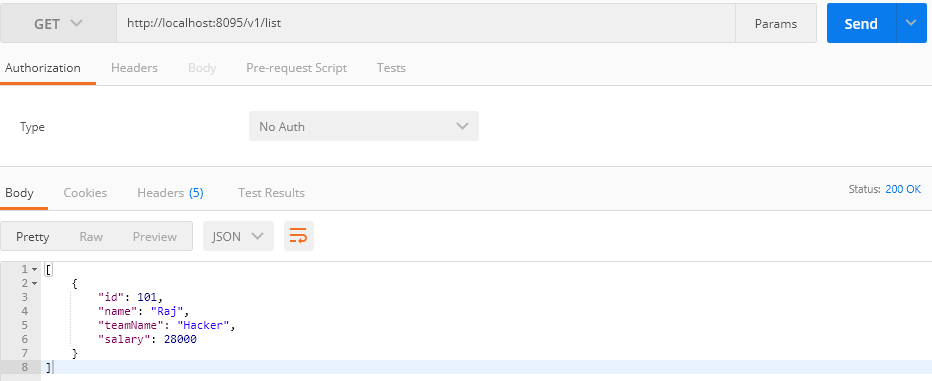 GET http://localhost:8095/v1/list Params Send
Authorization Headers Body Pre-request Script Tests
Type No Auth
Body Cookies Headers (5) Test Results Status: 200 OK
Pretty Raw Preview JSON
1 [
2 {
3 "id": 101,
4 "name": "Raj",
5 "teamName": "Hacker",
6 "salary": 28000
7 }
8 ]